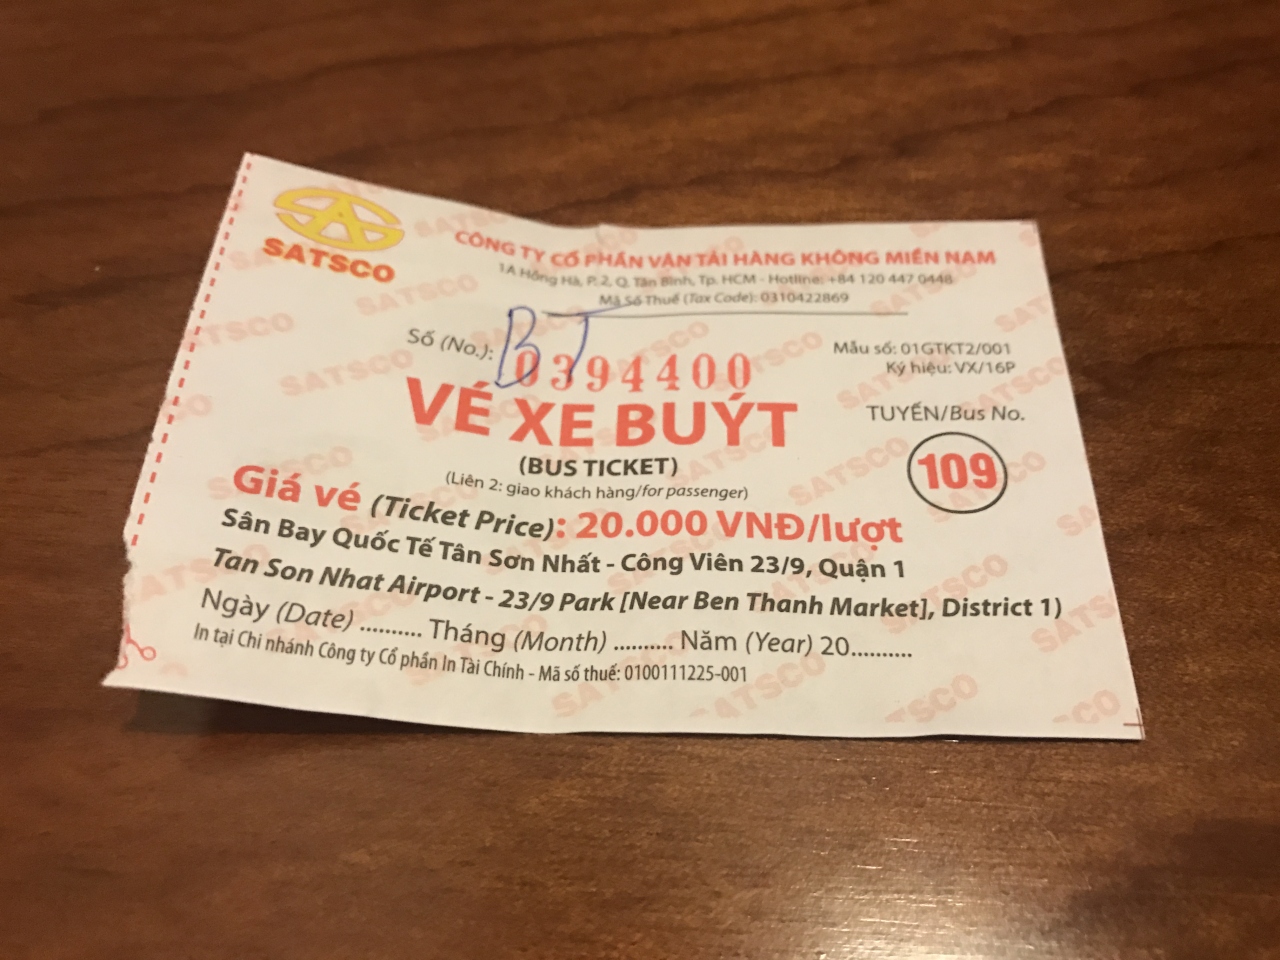 SATSCO
CÔNG TY CỔ PHẦN VẬN TẢI HÀNG KHÔNG MIỀN NAM
1A Hồng Hà, P. 2, Q. Tân Bình, Tp. HCM - Hotline: +84 120 447 0448
Mã Số Thuế (Tax Code): 0310422869
BT
Số (No.): 0394400
Mẫu số: 01GTKT2/001
Ký hiệu: VX/16P
VÉ XE BUÝT
TUYẾN/Bus No.
109
(BUS TICKET)
(Liên 2: giao khách hàng/for passenger)
Giá vé (Ticket Price): 20.000 VNĐ/lượt
Sân Bay Quốc Tế Tân Sơn Nhất - Công Viên 23/9, Quận 1
Tan Son Nhat Airport - 23/9 Park [Near Ben Thanh Market], District 1)
Ngày (Date) .......... Tháng (Month) .......... Năm (Year) 20..........
In tại Chi nhánh Công ty Cổ phần In Tài Chính - Mã số thuế: 0100111225-001